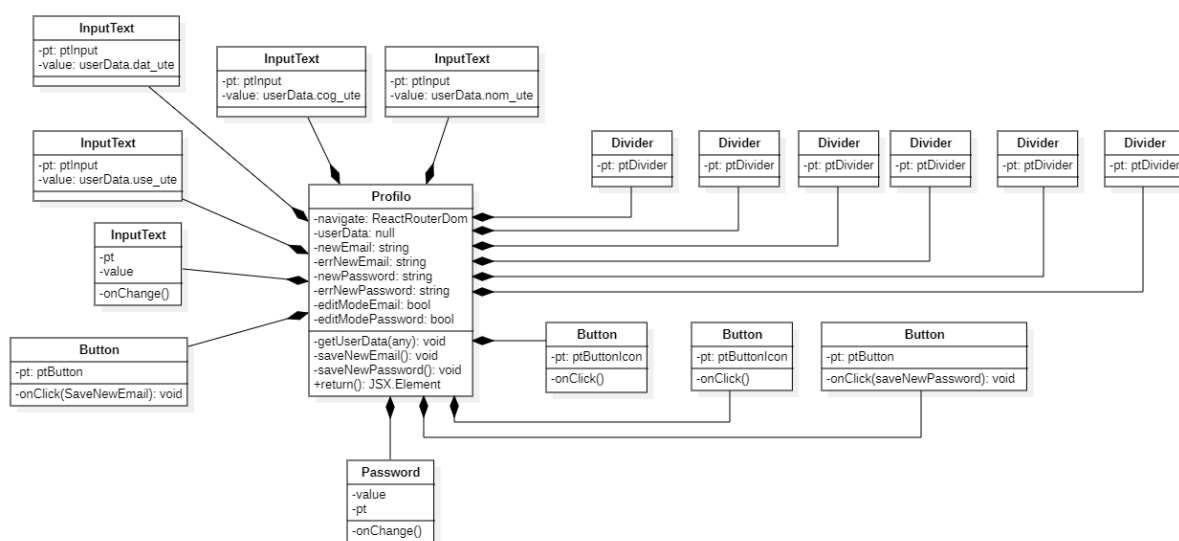 InputText
-pt: ptInput
-value: userData.dat_ute
InputText
-pt: ptInput
-value: userData.cog_ute
InputText
-pt: ptInput
-value: userData.nom_ute
InputText
-pt: ptInput
-value: userData.use_ute
Divider
-pt: ptDivider
Divider
-pt: ptDivider
Divider
-pt: ptDivider
Divider
-pt: ptDivider
Divider
-pt: ptDivider
Divider
-pt: ptDivider
Profilo
-navigate: ReactRouterDom
-userData: null
-newEmail: string
-errNewEmail: string
-newPassword: string
-errNewPassword: string
-editModeEmail: bool
-editModePassword: bool
-getUserData(any): void
-saveNewEmail(): void
-saveNewPassword(): void
+return(): JSX.Element
InputText
-pt
-value
-onChange()
Button
-pt: ptButton
-onClick(SaveNewEmail): void
Button
-pt: ptButtonIcon
-onClick()
Button
-pt: ptButtonIcon
-onClick()
Button
-pt: ptButton
-onClick(saveNewPassword): void
Password
-value
-pt
-onChange()